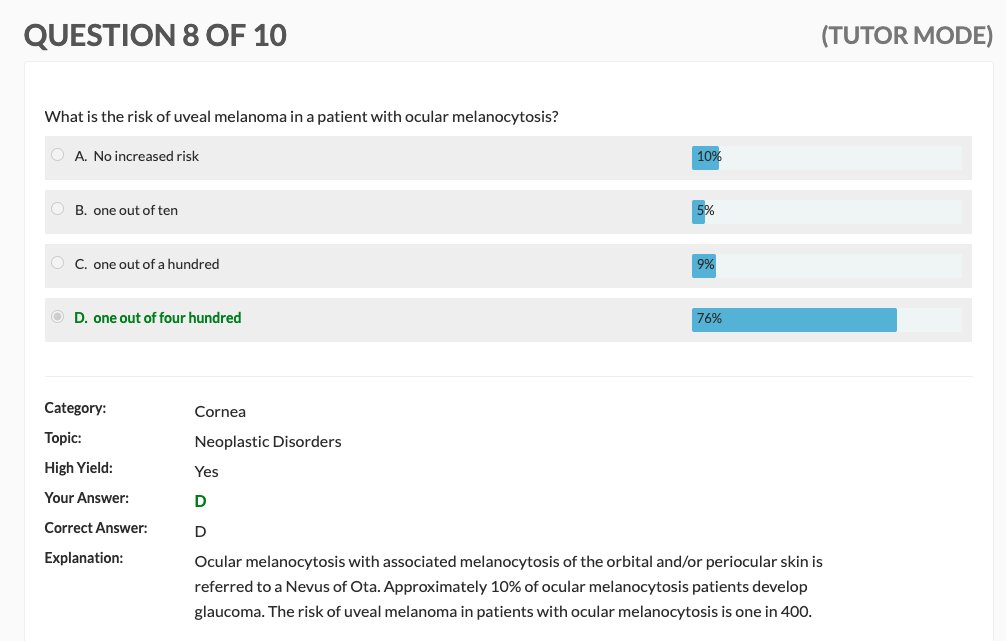 QUESTION 8 OF 10
(TUTOR MODE)
What is the risk of uveal melanoma in a patient with ocular melanocytosis?
A. No increased risk
10%
B. one out of ten
5%
C. one out of a hundred
9%
D. one out of four hundred
76%
Category: Cornea
Topic: Neoplastic Disorders
High Yield: Yes
Your Answer: D
Correct Answer: D
Explanation: Ocular melanocytosis with associated melanocytosis of the orbital and/or periocular skin is
referred to a Nevus of Ota. Approximately 10% of ocular melanocytosis patients develop
glaucoma. The risk of uveal melanoma in patients with ocular melanocytosis is one in 400.